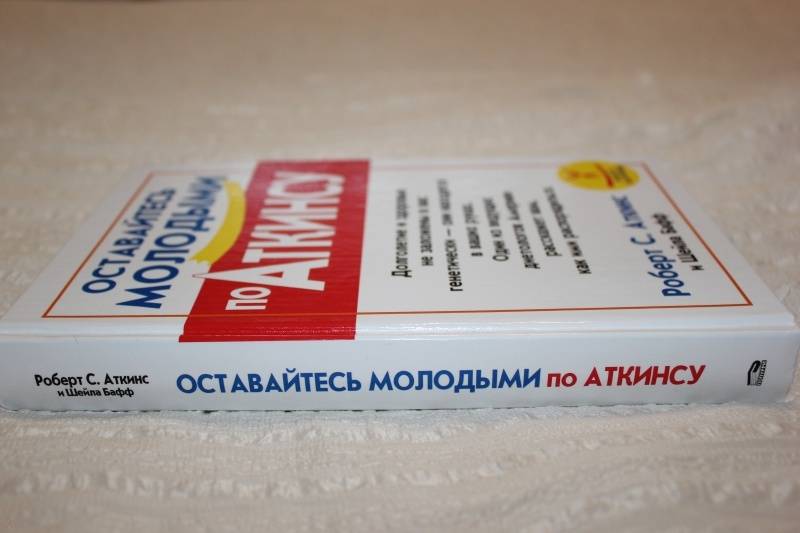 ОСТАВАЙТЕСЬ
МОЛОДЫМИ
ПО АТКИНСУ
Долголетие и здоровье
не заложены в нас
генетически — они находятся
в ваших руках.
Один из ведущих
диетологов Америки
расскажет вам,
как ими распорядиться
Роберт С. Аткинс
и Шейла Бафф
Роберт С. Аткинс
и Шейла Бафф
ОСТАВАЙТЕСЬ МОЛОДЫМИ ПО АТКИНСУ